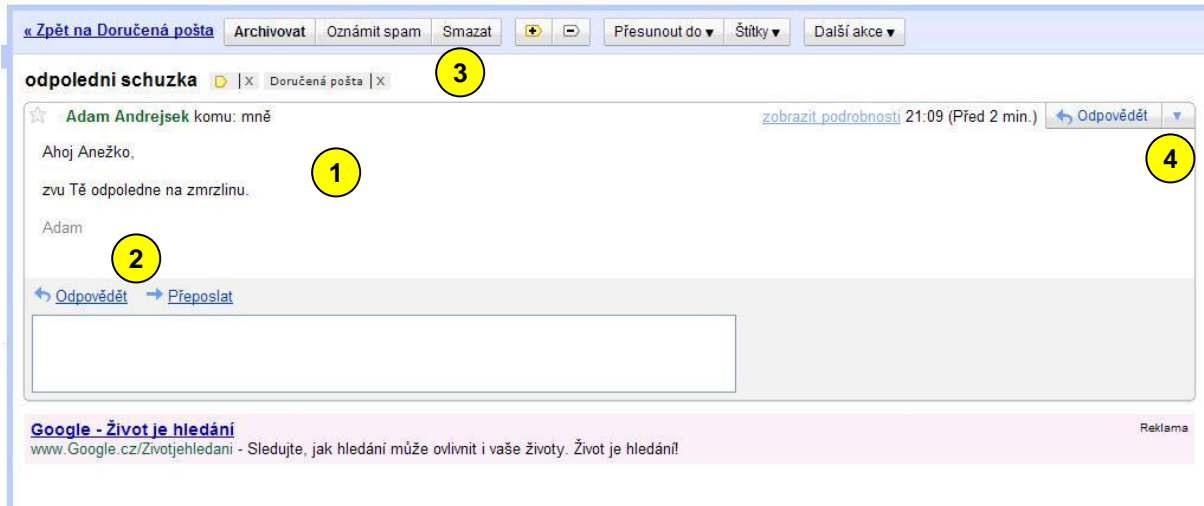 « Zpět na Doručená pošta Archivovat Oznámit spam Smazat Přesunout do ▾ Štítky ▾ Další akce ▾
3
odpoledni schuzka | X Doručená pošta | X
Adam Andrejsek komu: mně zobrazit podrobnosti 21:09 (Před 2 min.) Odpovědět
4
Ahoj Anežko,
1
zvu Tě odpoledne na zmrzlinu.
Adam
2
Odpovědět Přeposlat
Google - Život je hledání Reklama
www.Google.cz/Zivotjehledani - Sledujte, jak hledání může ovlivnit i vaše životy. Život je hledání!